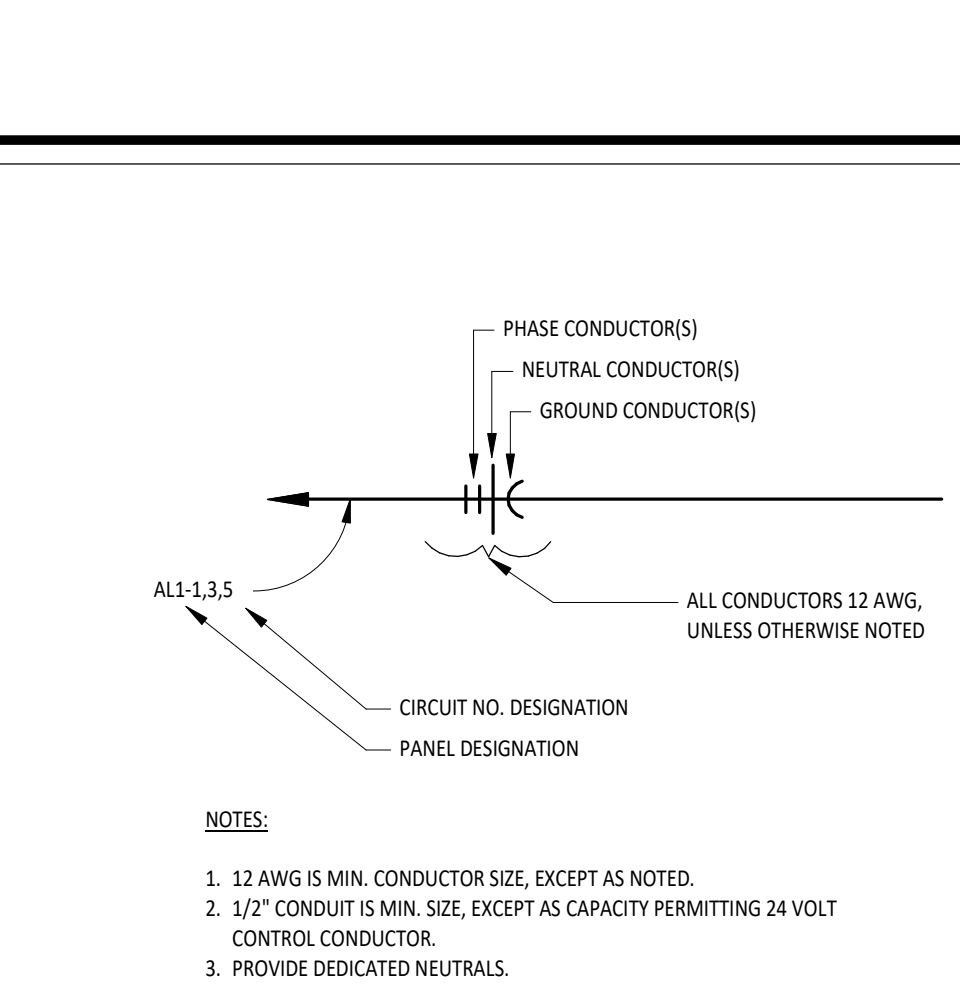 PHASE CONDUCTOR(S)
NEUTRAL CONDUCTOR(S)
GROUND CONDUCTOR(S)
AL1-1,3,5
ALL CONDUCTORS 12 AWG,
UNLESS OTHERWISE NOTED
CIRCUIT NO. DESIGNATION
PANEL DESIGNATION
NOTES:
1. 12 AWG IS MIN. CONDUCTOR SIZE, EXCEPT AS NOTED.
2. 1/2" CONDUIT IS MIN. SIZE, EXCEPT AS CAPACITY PERMITTING 24 VOLT
CONTROL CONDUCTOR.
3. PROVIDE DEDICATED NEUTRALS.